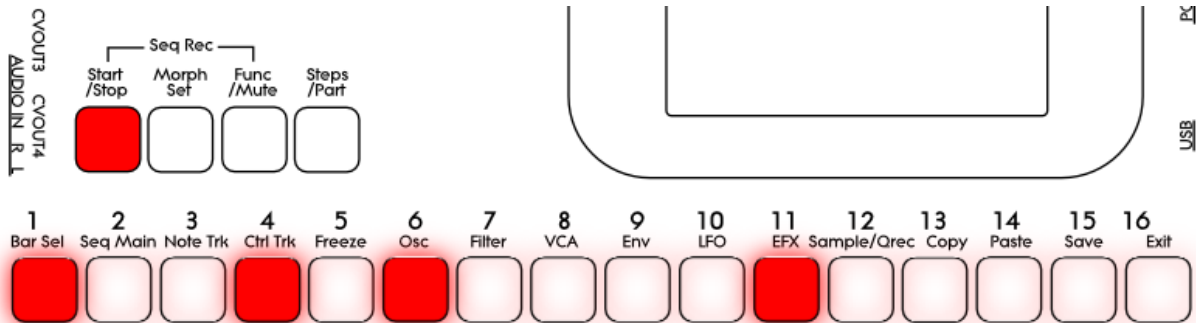 CVOUT3 CVOUT4
AUDIO IN R L
PC
USB
Seq Rec
Start Morph Func Steps
/Stop Set /Mute /Part
1 2 3 4 5 6 7 8 9 10 11 12 13 14 15 16
Bar Sel Seq Main Note Trk Ctrl Trk Freeze Osc Filter VCA Env LFO EFX Sample/Qrec Copy Paste Save Exit